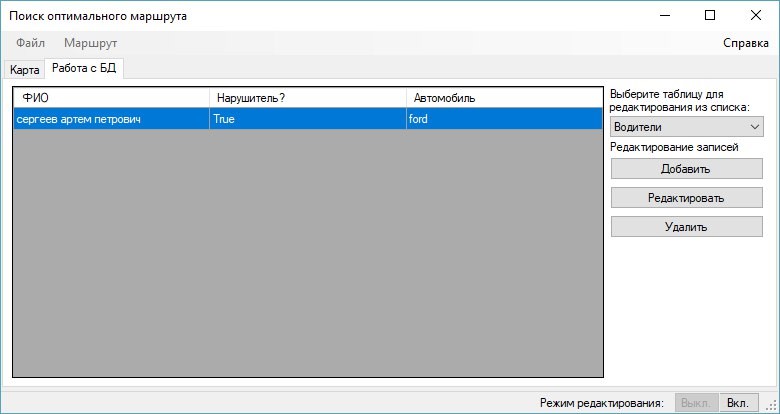 Поиск оптимального маршрута
Файл Маршрут Справка
Карта Работа с БД
ФИО Нарушитель? Автомобиль
сергеев артем петрович True ford
Выберите таблицу для
редактирования из списка:
Водители
Редактирование записей
Добавить
Редактировать
Удалить
Режим редактирования: Выкл. Вкл.